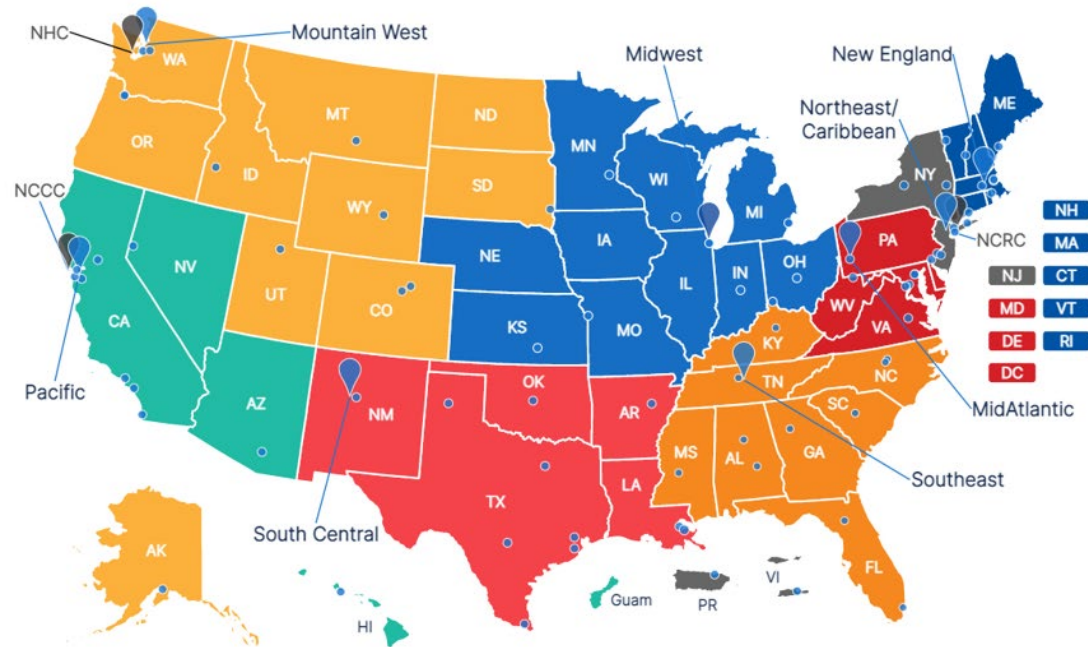 NHC
Mountain West
Midwest
New England
Northeast/
Caribbean
WA
MT
ND
MN
ME
OR
ID
SD
WI
MI
NY
NCCC
WY
NE
IA
PA
NCRC
NH
MA
NJ
CT
MD
VT
DE
RI
DC
NV
UT
CO
IL
IN
OH
WV
VA
CA
KS
MO
KY
Pacific
AZ
NM
OK
AR
TN
NC
SC
MidAtlantic
MS
AL
GA
Southeast
TX
LA
South Central
AK
FL
HI
Guam
PR
VI